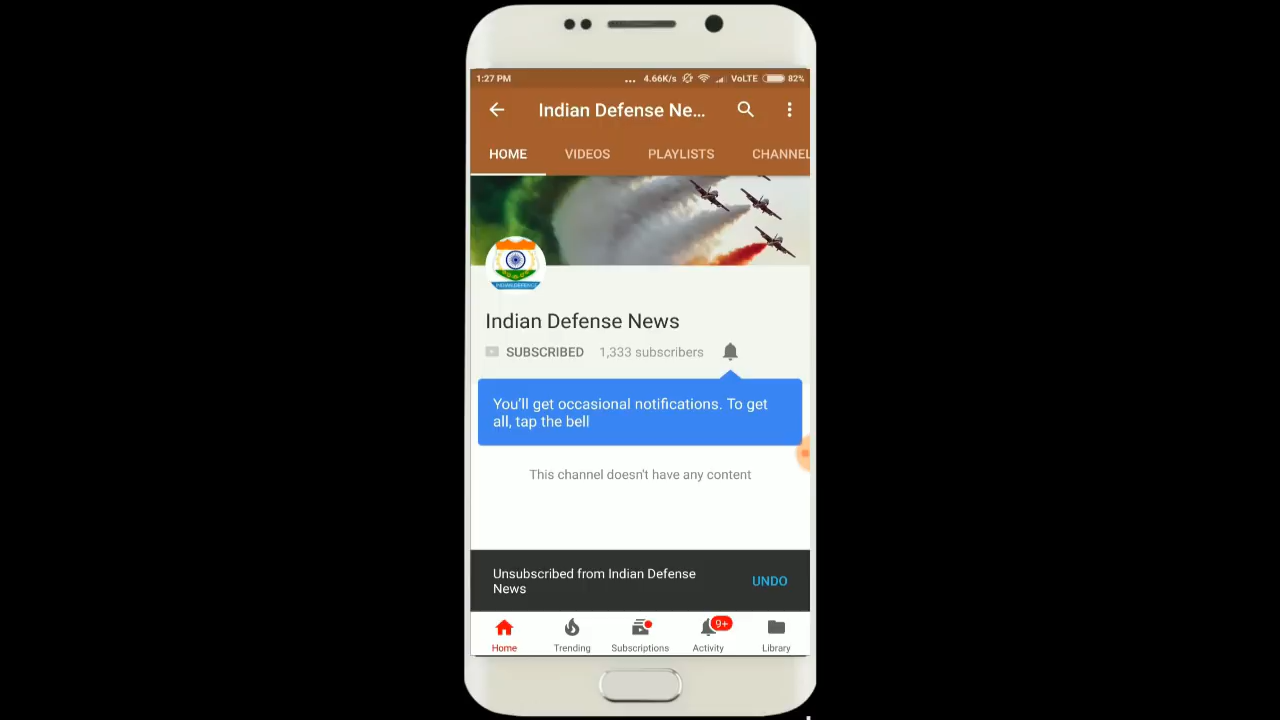 1:27 PM
... 4.66K/s VoLTE 82%
Indian Defense Ne...
HOME VIDEOS PLAYLISTS CHANNEL
INDIAN DEFENCE
Indian Defense News
SUBSCRIBED 1,333 subscribers
You'll get occasional notifications. To get
all, tap the bell
This channel doesn't have any content
Unsubscribed from Indian Defense
News
UNDO
9+
Home Trending Subscriptions Activity Library